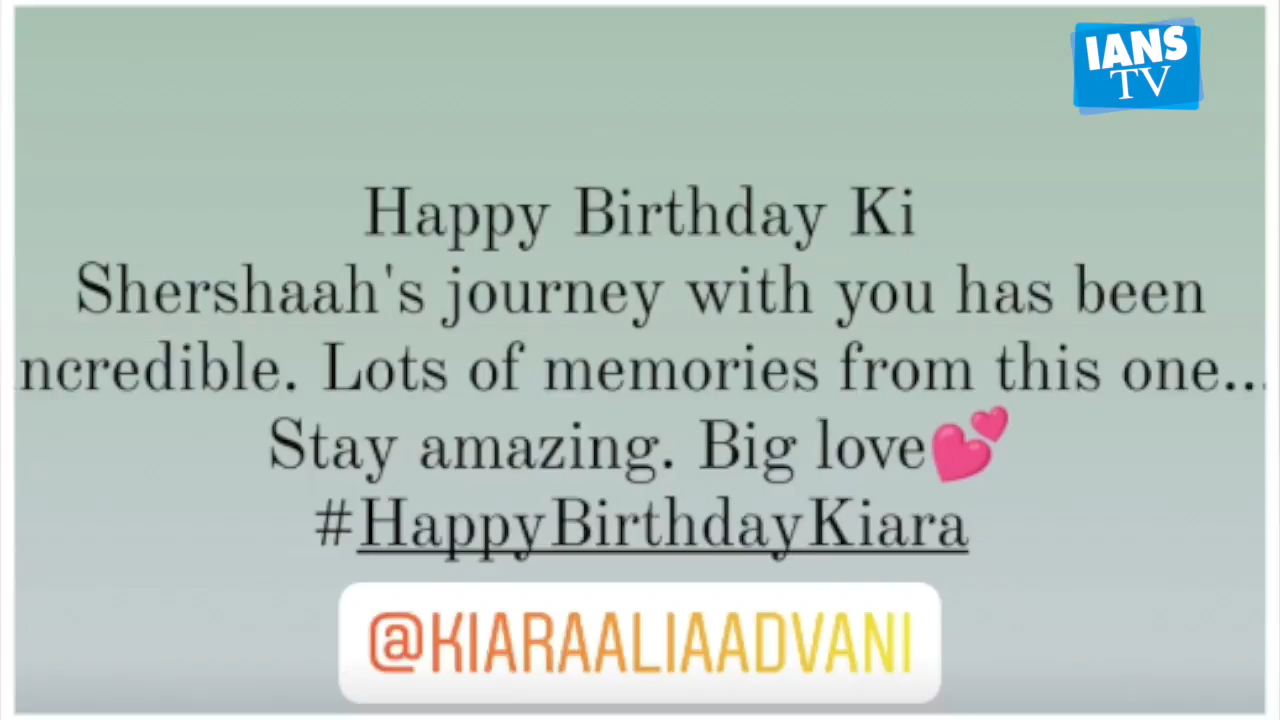 IANS
TV
Happy Birthday Ki
Shershaah's journey with you has been
ncredible. Lots of memories from this one...
Stay amazing. Big love💕
#HappyBirthdayKiara
@KIARAALIAADVANI